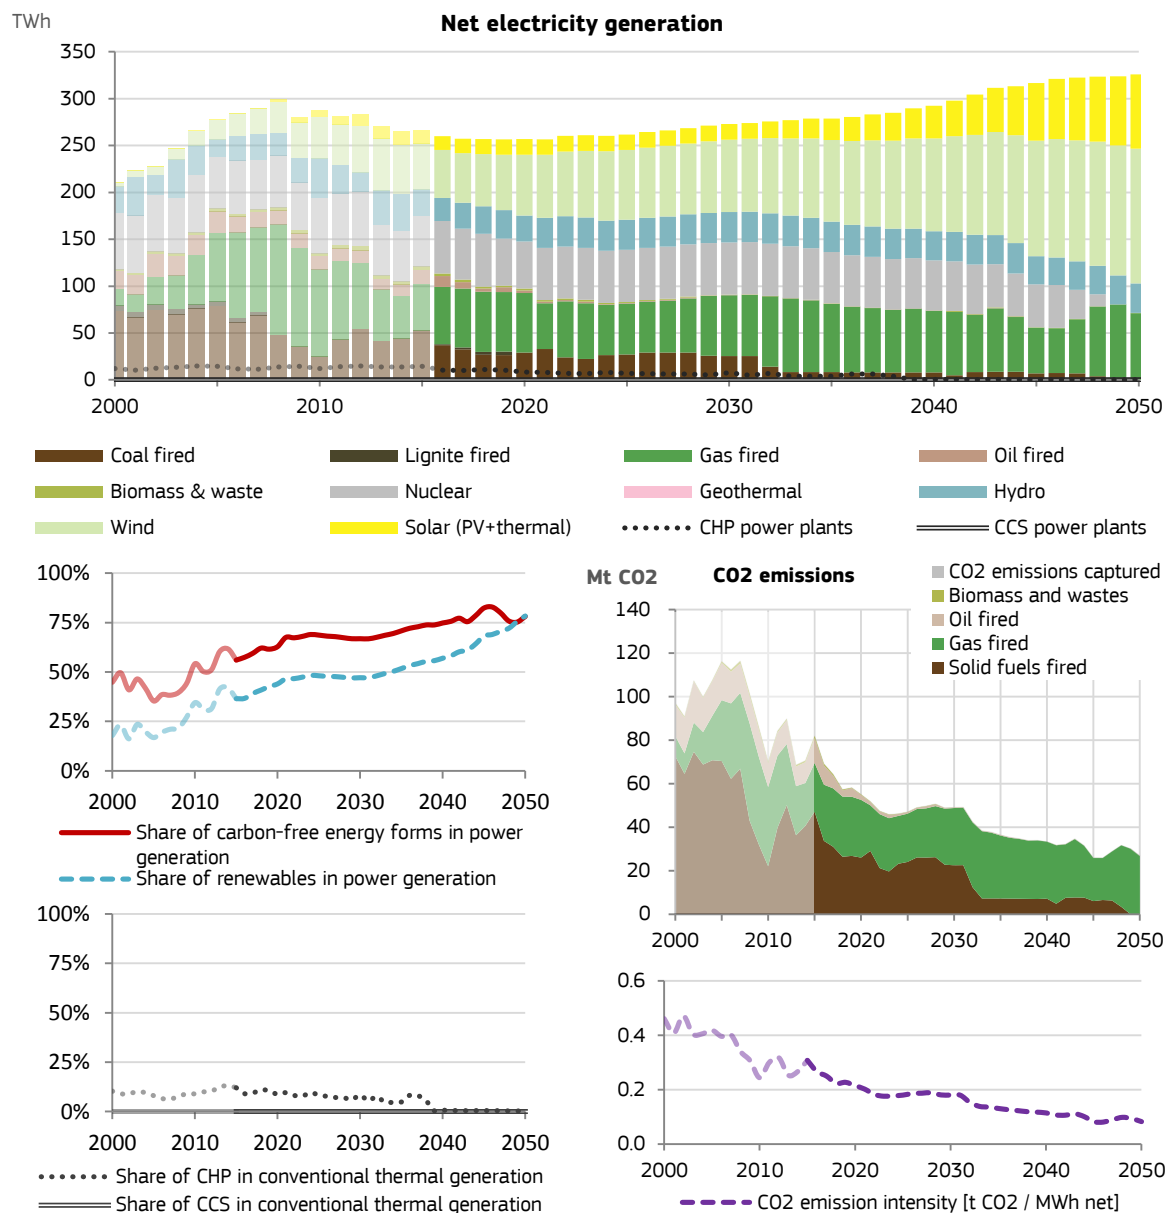 TWh
Net electricity generation
350
300
250
200
150
100
50
0
2000 2010 2020 2030 2040 2050
Coal fired Lignite fired Gas fired Oil fired
Biomass & waste Nuclear Geothermal Hydro
Wind Solar (PV+thermal) CHP power plants CCS power plants
100%
75%
50%
25%
0%
2000 2010 2020 2030 2040 2050
Share of carbon-free energy forms in power
generation
Share of renewables in power generation
Mt CO2 CO2 emissions
CO2 emissions captured
Biomass and wastes
Oil fired
Gas fired
Solid fuels fired
140
120
100
80
60
40
20
0
2000 2010 2020 2030 2040 2050
100%
75%
50%
25%
0%
2000 2010 2020 2030 2040 2050
Share of CHP in conventional thermal generation
Share of CCS in conventional thermal generation
0.6
0.4
0.2
0.0
2000 2010 2020 2030 2040 2050
CO2 emission intensity [t CO2 / MWh net]